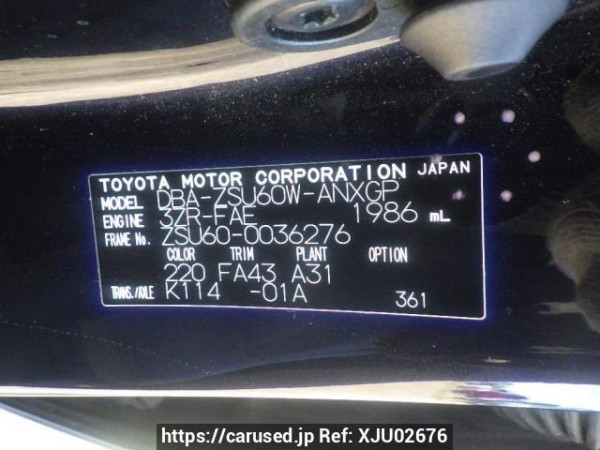 TOYOTA MOTOR CORPORATION JAPAN
MODEL DBA-ZSU60W-ANXGP
ENGINE 3ZR-FAE 1986 mL
FRAME No. ZSU60-0036276
COLOR TRIM PLANT OPTION
220 FA43 A31
TRANS./AXLE K114 -01A
361
https://carused.jp Ref: XJU02676